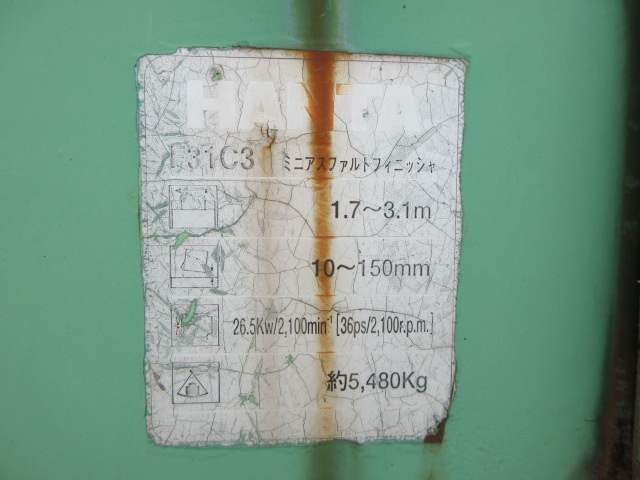 HANTA
F31C3 ミニアスファルトフィニッシャ
1.7～3.1m
10～150mm
26.5Kw/2,100min⁻¹[36ps/2,100r.p.m.]
約5,480Kg